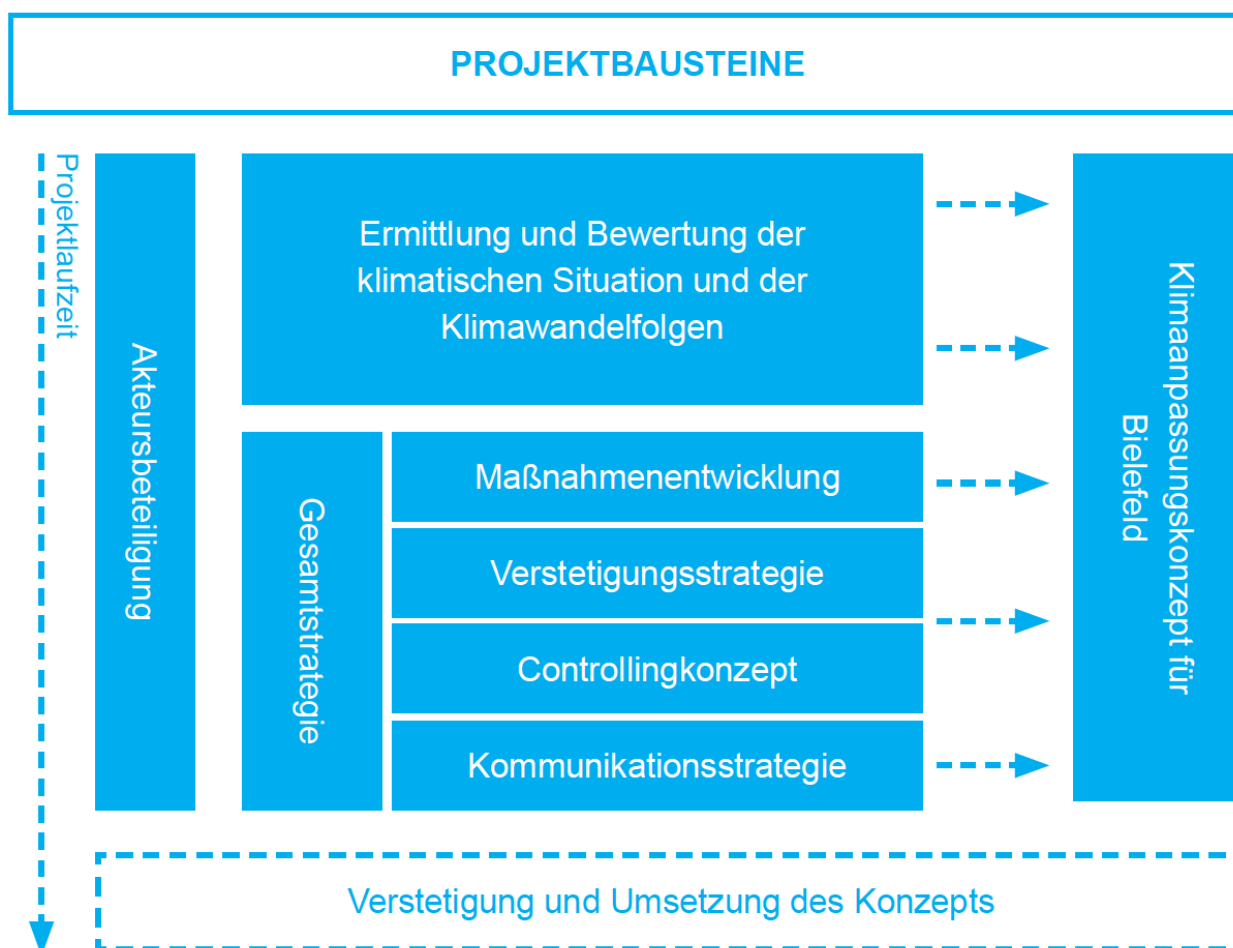 PROJEKTBAUSTEINE
Projektlaufzeit
Akteursbeteiligung
Ermittlung und Bewertung der
klimatischen Situation und der
Klimawandelfolgen
Gesamtstrategie
Maßnahmenentwicklung
Verstetigungsstrategie
Controllingkonzept
Kommunikationsstrategie
Klimaanpassungskonzept für
Bielefeld
Verstetigung und Umsetzung des Konzepts